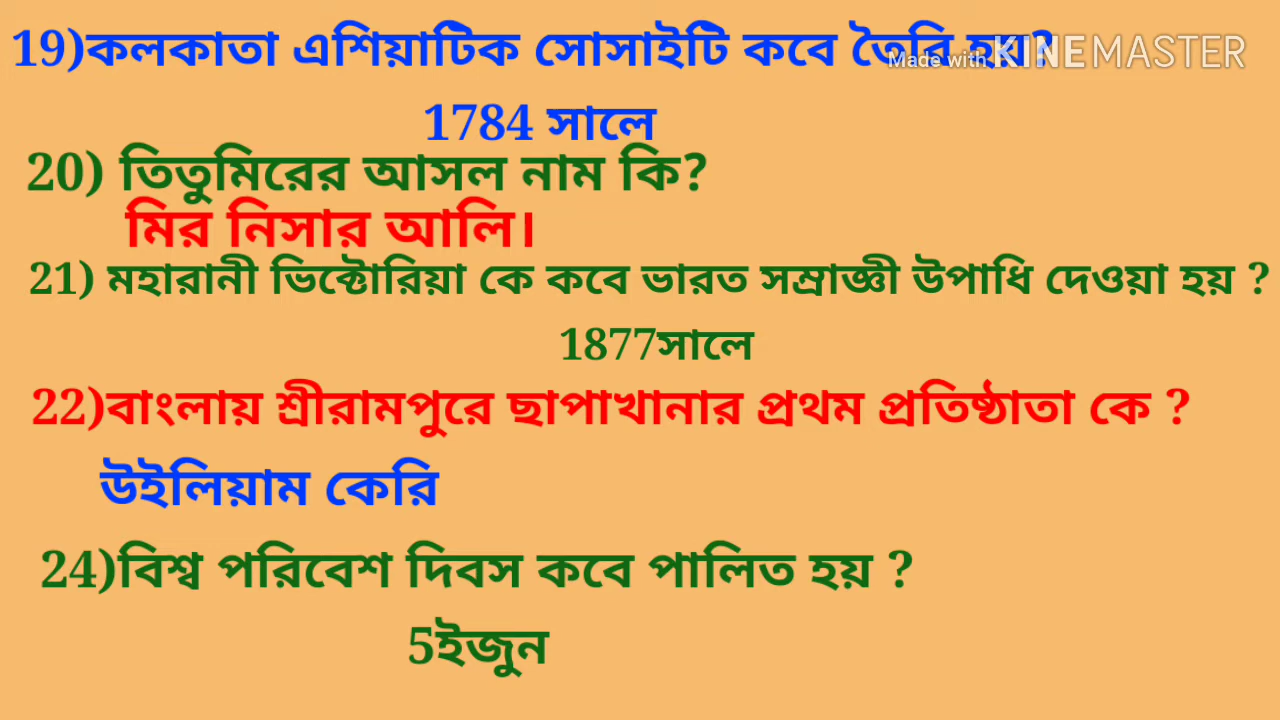 19)কলকাতা এশিয়াটিক সোসাইটি কবে তৈরি হয়?
Made with KINEMASTER
1784 সালে
20) তিতুমিরের আসল নাম কি?
মির নিসার আলি।
21) মহারানী ভিক্টোরিয়া কে কবে ভারত সম্রাজ্ঞী উপাধি দেওয়া হয় ?
1877সালে
22)বাংলায় শ্রীরামপুরে ছাপাখানার প্রথম প্রতিষ্ঠাতা কে ?
উইলিয়াম কেরি
24)বিশ্ব পরিবেশ দিবস কবে পালিত হয় ?
5ইজুন